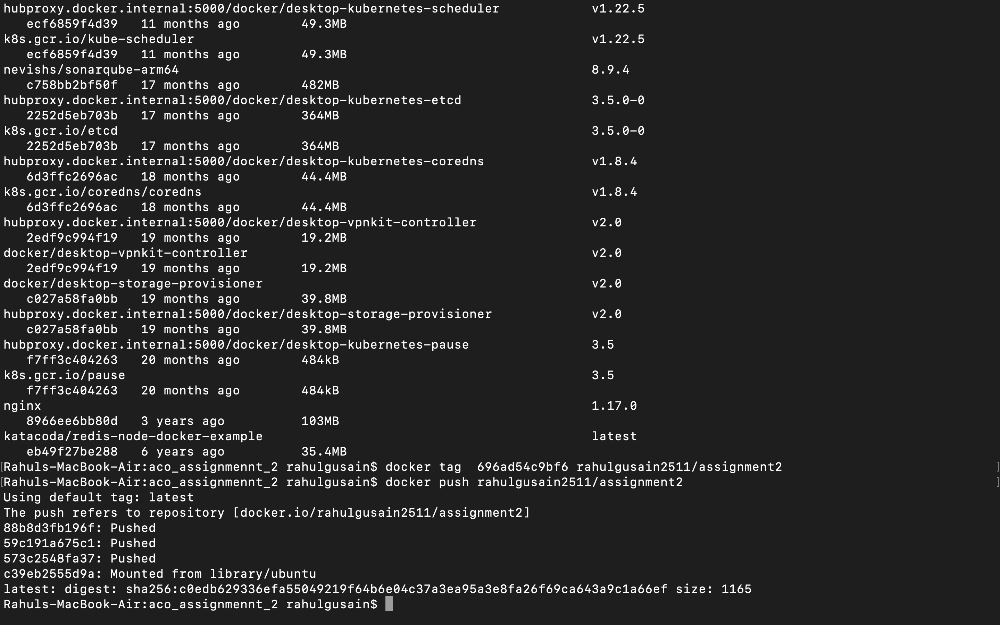 hubproxy.docker.internal:5000/docker/desktop-kubernetes-scheduler v1.22.5
ecf6859f4d39 11 months ago 49.3MB
k8s.gcr.io/kube-scheduler v1.22.5
ecf6859f4d39 11 months ago 49.3MB
nevishs/sonarqube-arm64 8.9.4
c758bb2bf50f 17 months ago 482MB
hubproxy.docker.internal:5000/docker/desktop-kubernetes-etcd 3.5.0-0
2252d5eb703b 17 months ago 364MB
k8s.gcr.io/etcd 3.5.0-0
2252d5eb703b 17 months ago 364MB
hubproxy.docker.internal:5000/docker/desktop-kubernetes-coredns v1.8.4
6d3ffc2696ac 18 months ago 44.4MB
k8s.gcr.io/coredns/coredns v1.8.4
6d3ffc2696ac 18 months ago 44.4MB
hubproxy.docker.internal:5000/docker/desktop-vpnkit-controller v2.0
2edf9c994f19 19 months ago 19.2MB
docker/desktop-vpnkit-controller v2.0
2edf9c994f19 19 months ago 19.2MB
docker/desktop-storage-provisioner v2.0
c027a58fa0bb 19 months ago 39.8MB
hubproxy.docker.internal:5000/docker/desktop-storage-provisioner v2.0
c027a58fa0bb 19 months ago 39.8MB
hubproxy.docker.internal:5000/docker/desktop-kubernetes-pause 3.5
f7ff3c404263 20 months ago 484kB
k8s.gcr.io/pause 3.5
f7ff3c404263 20 months ago 484kB
nginx 1.17.0
8966ee6bb80d 3 years ago 103MB
katacoda/redis-node-docker-example latest
eb49f27be288 6 years ago 35.4MB
[Rahuls-MacBook-Air:aco_assignmennt_2 rahulgusain$ docker tag  696ad54c9bf6 rahulgusain2511/assignment2 ]
[Rahuls-MacBook-Air:aco_assignmennt_2 rahulgusain$ docker push rahulgusain2511/assignment2 ]
Using default tag: latest
The push refers to repository [docker.io/rahulgusain2511/assignment2]
88b8d3fb196f: Pushed
59c191a675c1: Pushed
573c2548fa37: Pushed
c39eb2555d9a: Mounted from library/ubuntu
latest: digest: sha256:c0edb629336efa55049219f64b6e04c37a3ea95a3e8fa26f69ca643a9c1a66ef size: 1165
Rahuls-MacBook-Air:aco_assignmennt_2 rahulgusain$